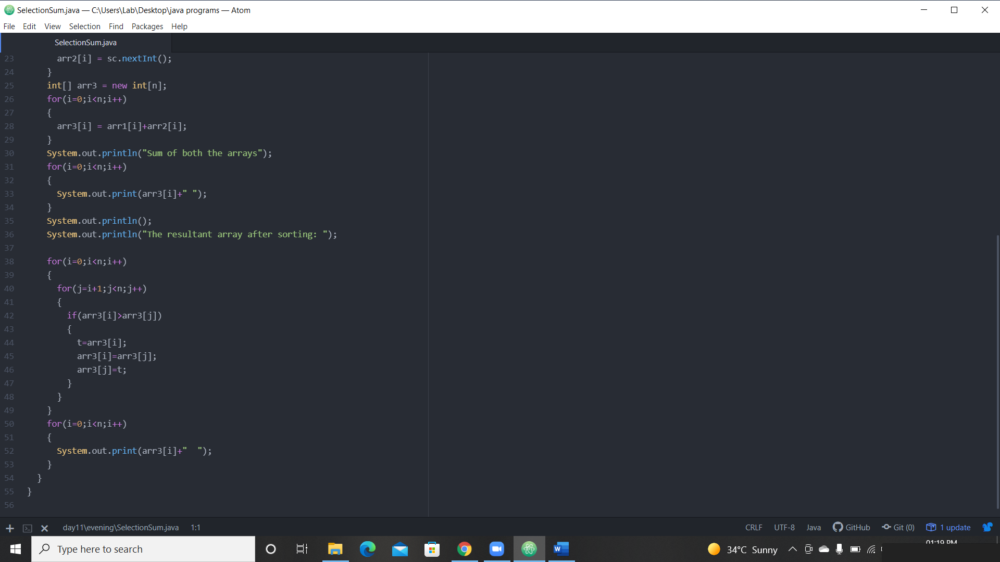 SelectionSum.java — C:\Users\Lab\Desktop\java programs — Atom
File Edit View Selection Find Packages Help
SelectionSum.java
23 arr2[i] = sc.nextInt();
24 }
25 int[] arr3 = new int[n];
26 for(i=0;i<n;i++)
27 {
28 arr3[i] = arr1[i]+arr2[i];
29 }
30 System.out.println("Sum of both the arrays");
31 for(i=0;i<n;i++)
32 {
33 System.out.print(arr3[i]+" ");
34 }
35 System.out.println();
36 System.out.println("The resultant array after sorting: ");
37
38 for(i=0;i<n;i++)
39 {
40 for(j=i+1;j<n;j++)
41 {
42 if(arr3[i]>arr3[j])
43 {
44 t=arr3[i];
45 arr3[i]=arr3[j];
46 arr3[j]=t;
47 }
48 }
49 }
50 for(i=0;i<n;i++)
51 {
52 System.out.print(arr3[i]+"  ");
53 }
54 }
55 }
56
day11\evening\SelectionSum.java 1:1 CRLF UTF-8 Java GitHub Git (0) 1 update
Type here to search 34°C Sunny 01:19 PM